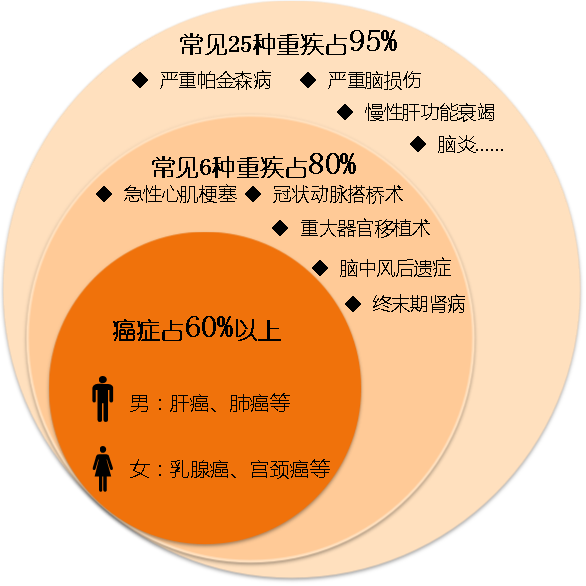 常见25种重疾占95%
◆ 严重帕金森病 ◆ 严重脑损伤
◆ 慢性肝功能衰竭
◆ 脑炎......
常见6种重疾占80%
◆ 急性心肌梗塞 ◆ 冠状动脉搭桥术
◆ 重大器官移植术
◆ 脑中风后遗症
◆ 终末期肾病
癌症占60%以上
男：肝癌、肺癌等
女：乳腺癌、宫颈癌等